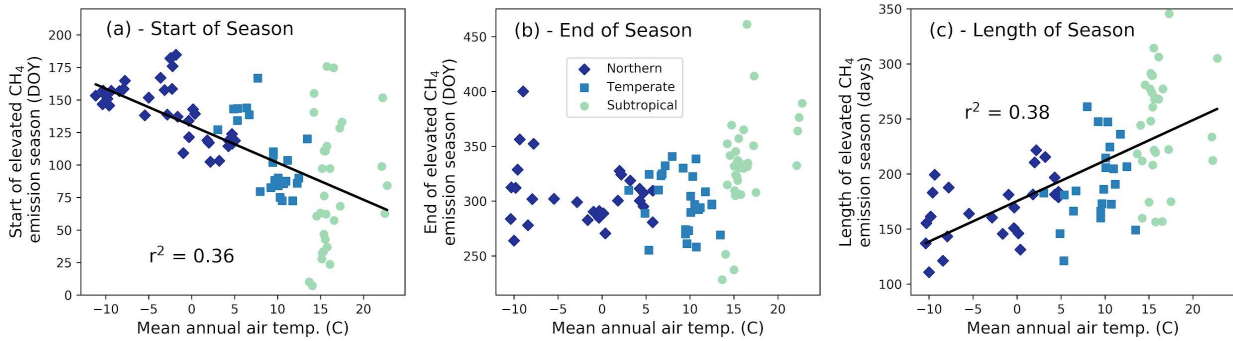 (a) - Start of Season
Start of elevated CH₄
emission season (DOY)
200
175
150
125
100
75
50
25
0
r² = 0.36
−10 −5 0 5 10 15 20
Mean annual air temp. (C)
(b) - End of Season
End of elevated CH₄
emission season (DOY)
450
400
350
300
250
Northern
Temperate
Subtropical
−10 −5 0 5 10 15 20
Mean annual air temp. (C)
(c) - Length of Season
Length of elevated CH₄
emission season (days)
350
300
250
200
150
100
r² = 0.38
−10 −5 0 5 10 15 20
Mean annual air temp. (C)